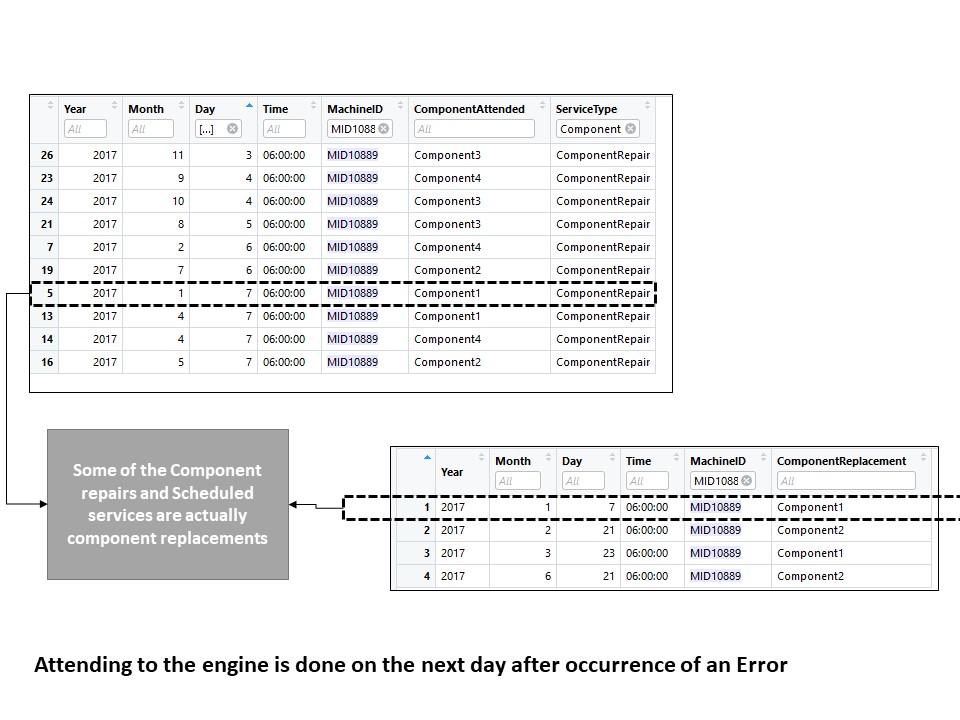 Year Month Day Time MachineID ComponentAttended ServiceType
All All [...] All MID1088 All Component
26 2017 11 3 06:00:00 MID10889 Component3 ComponentRepair
23 2017 9 4 06:00:00 MID10889 Component4 ComponentRepair
24 2017 10 4 06:00:00 MID10889 Component3 ComponentRepair
21 2017 8 5 06:00:00 MID10889 Component3 ComponentRepair
7 2017 2 6 06:00:00 MID10889 Component4 ComponentRepair
19 2017 7 6 06:00:00 MID10889 Component2 ComponentRepair
5 2017 1 7 06:00:00 MID10889 Component1 ComponentRepair
13 2017 4 7 06:00:00 MID10889 Component1 ComponentRepair
14 2017 4 7 06:00:00 MID10889 Component4 ComponentRepair
16 2017 5 7 06:00:00 MID10889 Component2 ComponentRepair
Some of the Component
repairs and Scheduled
services are actually
component replacements
Year Month Day Time MachineID ComponentReplacement
All All All MID1088 All
1 2017 1 7 06:00:00 MID10889 Component1
2 2017 2 21 06:00:00 MID10889 Component2
3 2017 3 23 06:00:00 MID10889 Component1
4 2017 6 21 06:00:00 MID10889 Component2
Attending to the engine is done on the next day after occurrence of an Error